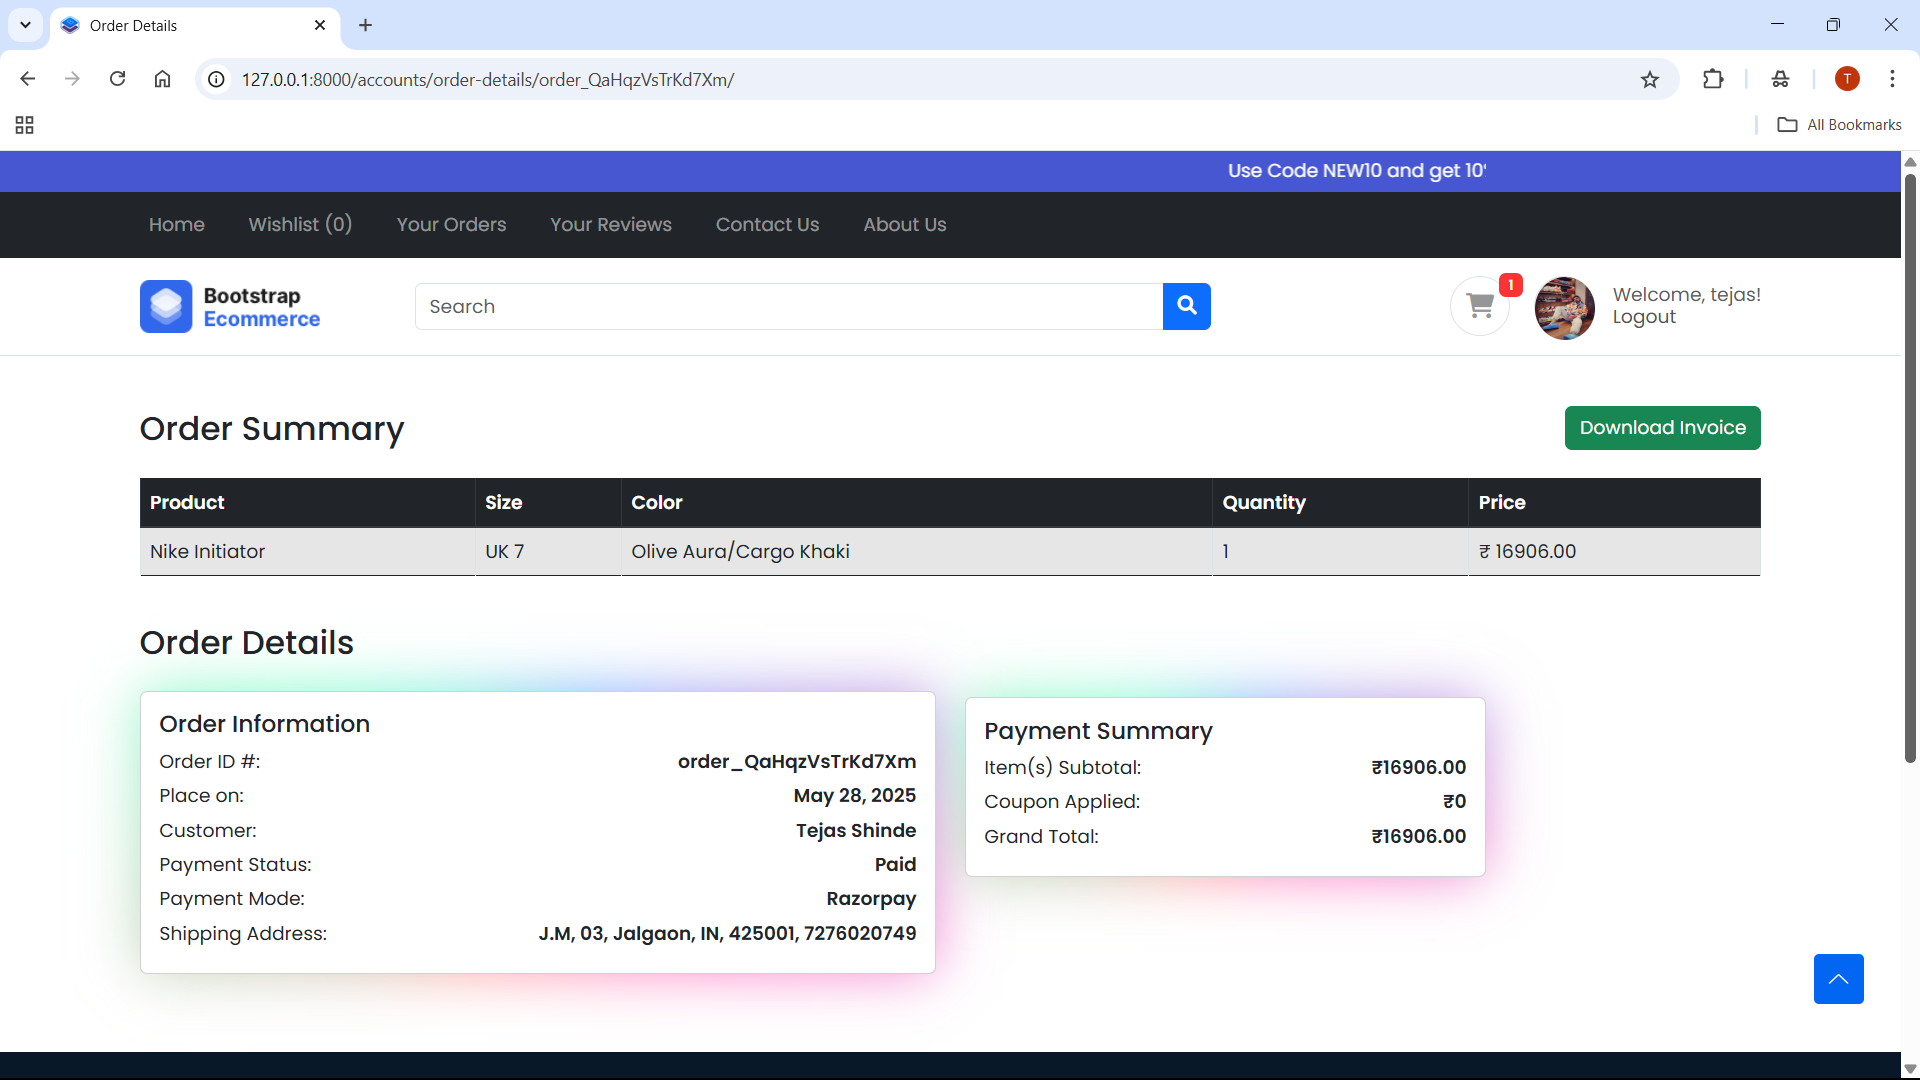 Order Details
127.0.0.1:8000/accounts/order-details/order_QaHqzVsTrKd7Xm/
T
All Bookmarks
Use Code NEW10 and get 10
Home Wishlist (0) Your Orders Your Reviews Contact Us About Us
Bootstrap
Ecommerce
Search
1
Welcome, tejas!
Logout
Order Summary
Download Invoice
Product Size Color Quantity Price
Nike Initiator UK 7 Olive Aura/Cargo Khaki 1 ₹ 16906.00
Order Details
Order Information
Order ID #: order_QaHqzVsTrKd7Xm
Place on: May 28, 2025
Customer: Tejas Shinde
Payment Status: Paid
Payment Mode: Razorpay
Shipping Address: J.M, 03, Jalgaon, IN, 425001, 7276020749
Payment Summary
Item(s) Subtotal: ₹16906.00
Coupon Applied: ₹0
Grand Total: ₹16906.00